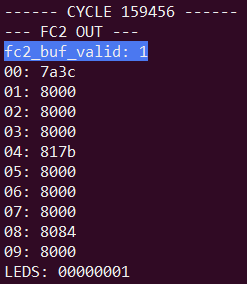 ------ CYCLE 159456 ------
--- FC2 OUT ---
fc2_buf_valid: 1
00: 7a3c
01: 8000
02: 8000
03: 8000
04: 817b
05: 8000
06: 8000
07: 8000
08: 8084
09: 8000
LEDS: 00000001